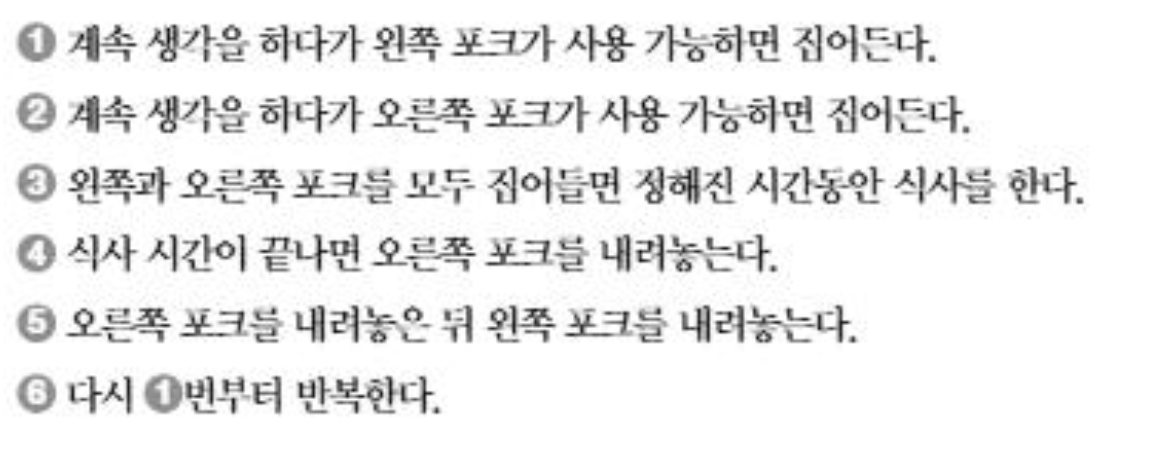 ❶ 계속 생각을 하다가 왼쪽 포크가 사용 가능하면 집어든다.
❷ 계속 생각을 하다가 오른쪽 포크가 사용 가능하면 집어든다.
❸ 왼쪽과 오른쪽 포크를 모두 집어들면 정해진 시간동안 식사를 한다.
❹ 식사 시간이 끝나면 오른쪽 포크를 내려놓는다.
❺ 오른쪽 포크를 내려놓은 뒤 왼쪽 포크를 내려놓는다.
❻ 다시 ❶번부터 반복한다.